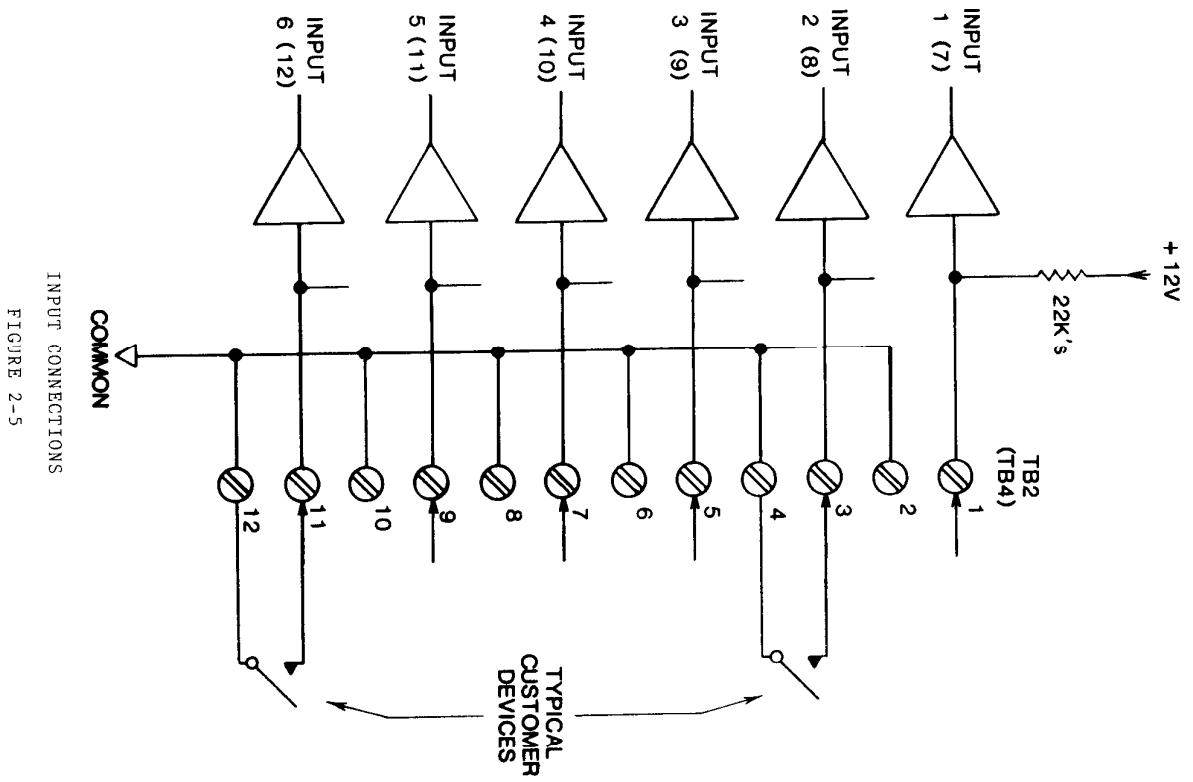 + 12V
22K's
INPUT
1 (7)
INPUT
2 (8)
INPUT
3 (9)
INPUT
4 (10)
INPUT
5 (11)
INPUT
6 (12)
TB2
(TB4)
1
2
3
4
5
6
7
8
9
10
11
12
TYPICAL
CUSTOMER
DEVICES
COMMON
INPUT CONNECTIONS
FIGURE 2-5